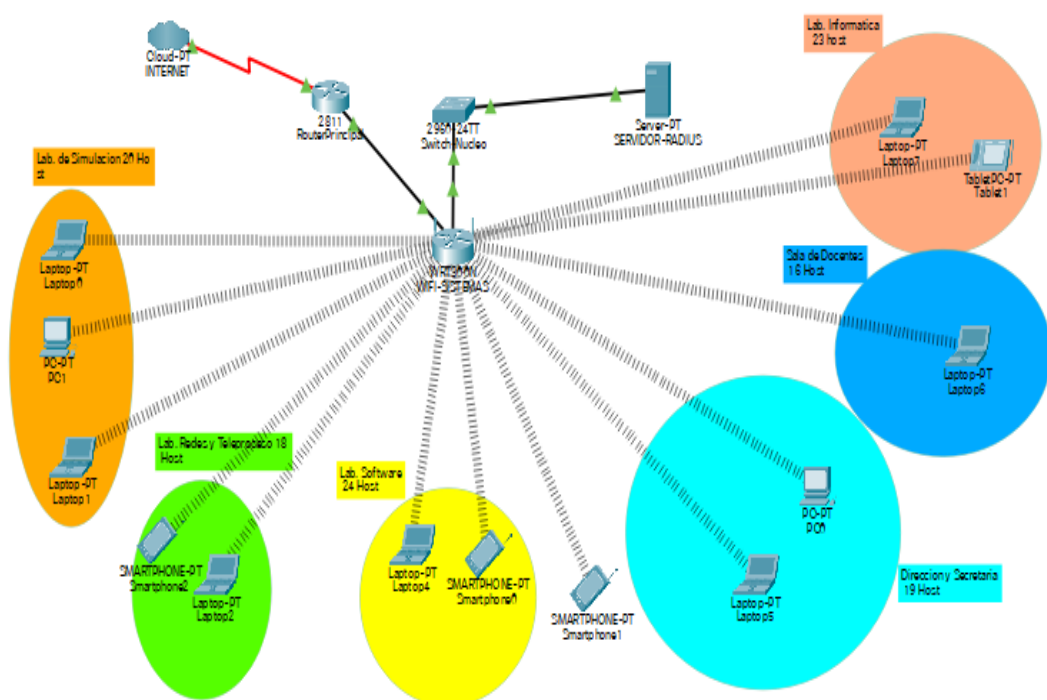 Cloud-PT
INTERNET
2811
RouterPrincipal
2960-24TT
Switch-Nucleo
Server-PT
SERVIDOR-RADIUS
Lab. Informatica
23 host
Laptop-PT
Laptop7
TabletPC-PT
Tablet1
Lab. de Simulacion 20 Ho
st
Laptop-PT
Laptop0
PC-PT
PC1
Laptop-PT
Laptop1
WRT300N
WIFI-SISTEMAS
Sala de Docentes
16 Host
Laptop-PT
Laptop6
Lab. Redes y Teleproceso 18
Host
SMARTPHONE-PT
Smartphone2
Laptop-PT
Laptop2
Lab. Software
24 Host
Laptop-PT
Laptop4
SMARTPHONE-PT
Smartphone0
SMARTPHONE-PT
Smartphone1
PC-PT
PC0
Laptop-PT
Laptop5
Direccion y Secretaria
19 Host